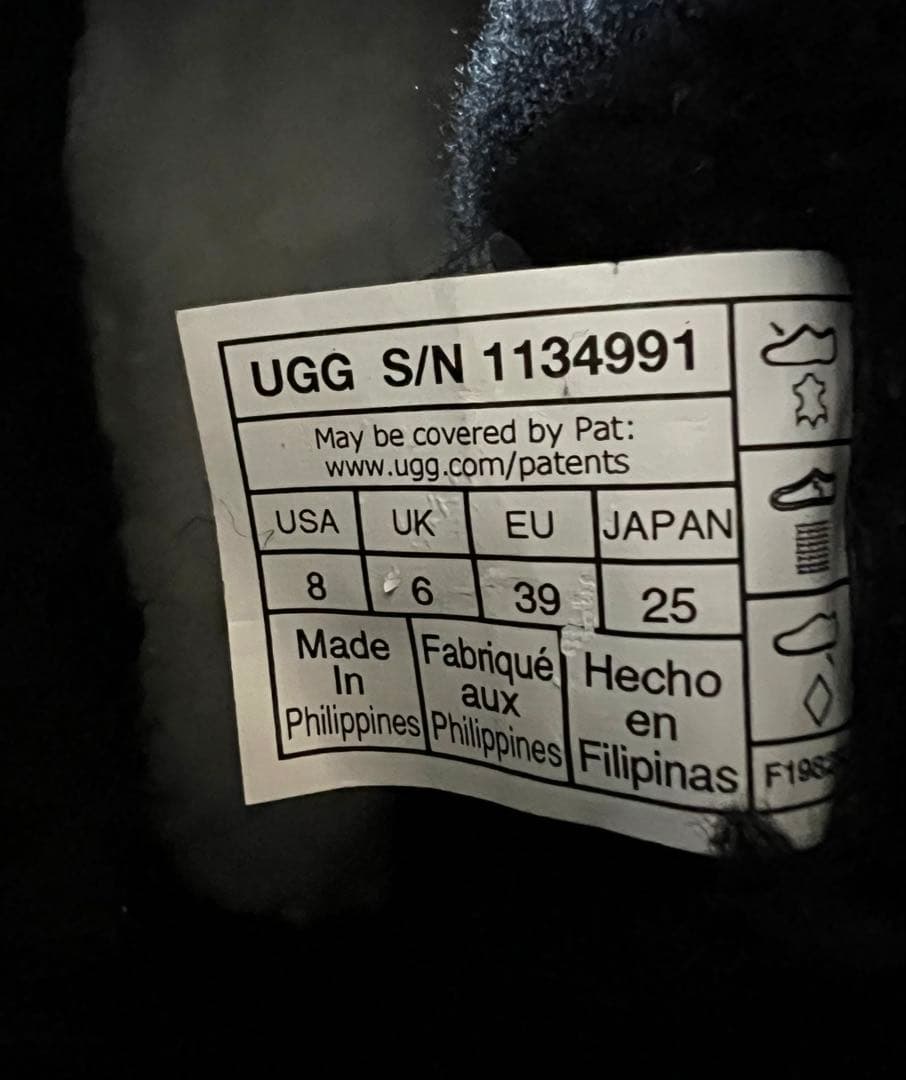 UGG S/N 1134991
May be covered by Pat:
www.ugg.com/patents
USA UK EU JAPAN
8 6 39 25
Made
In
Philippines
Fabriqué
aux
Philippines
Hecho
en
Filipinas